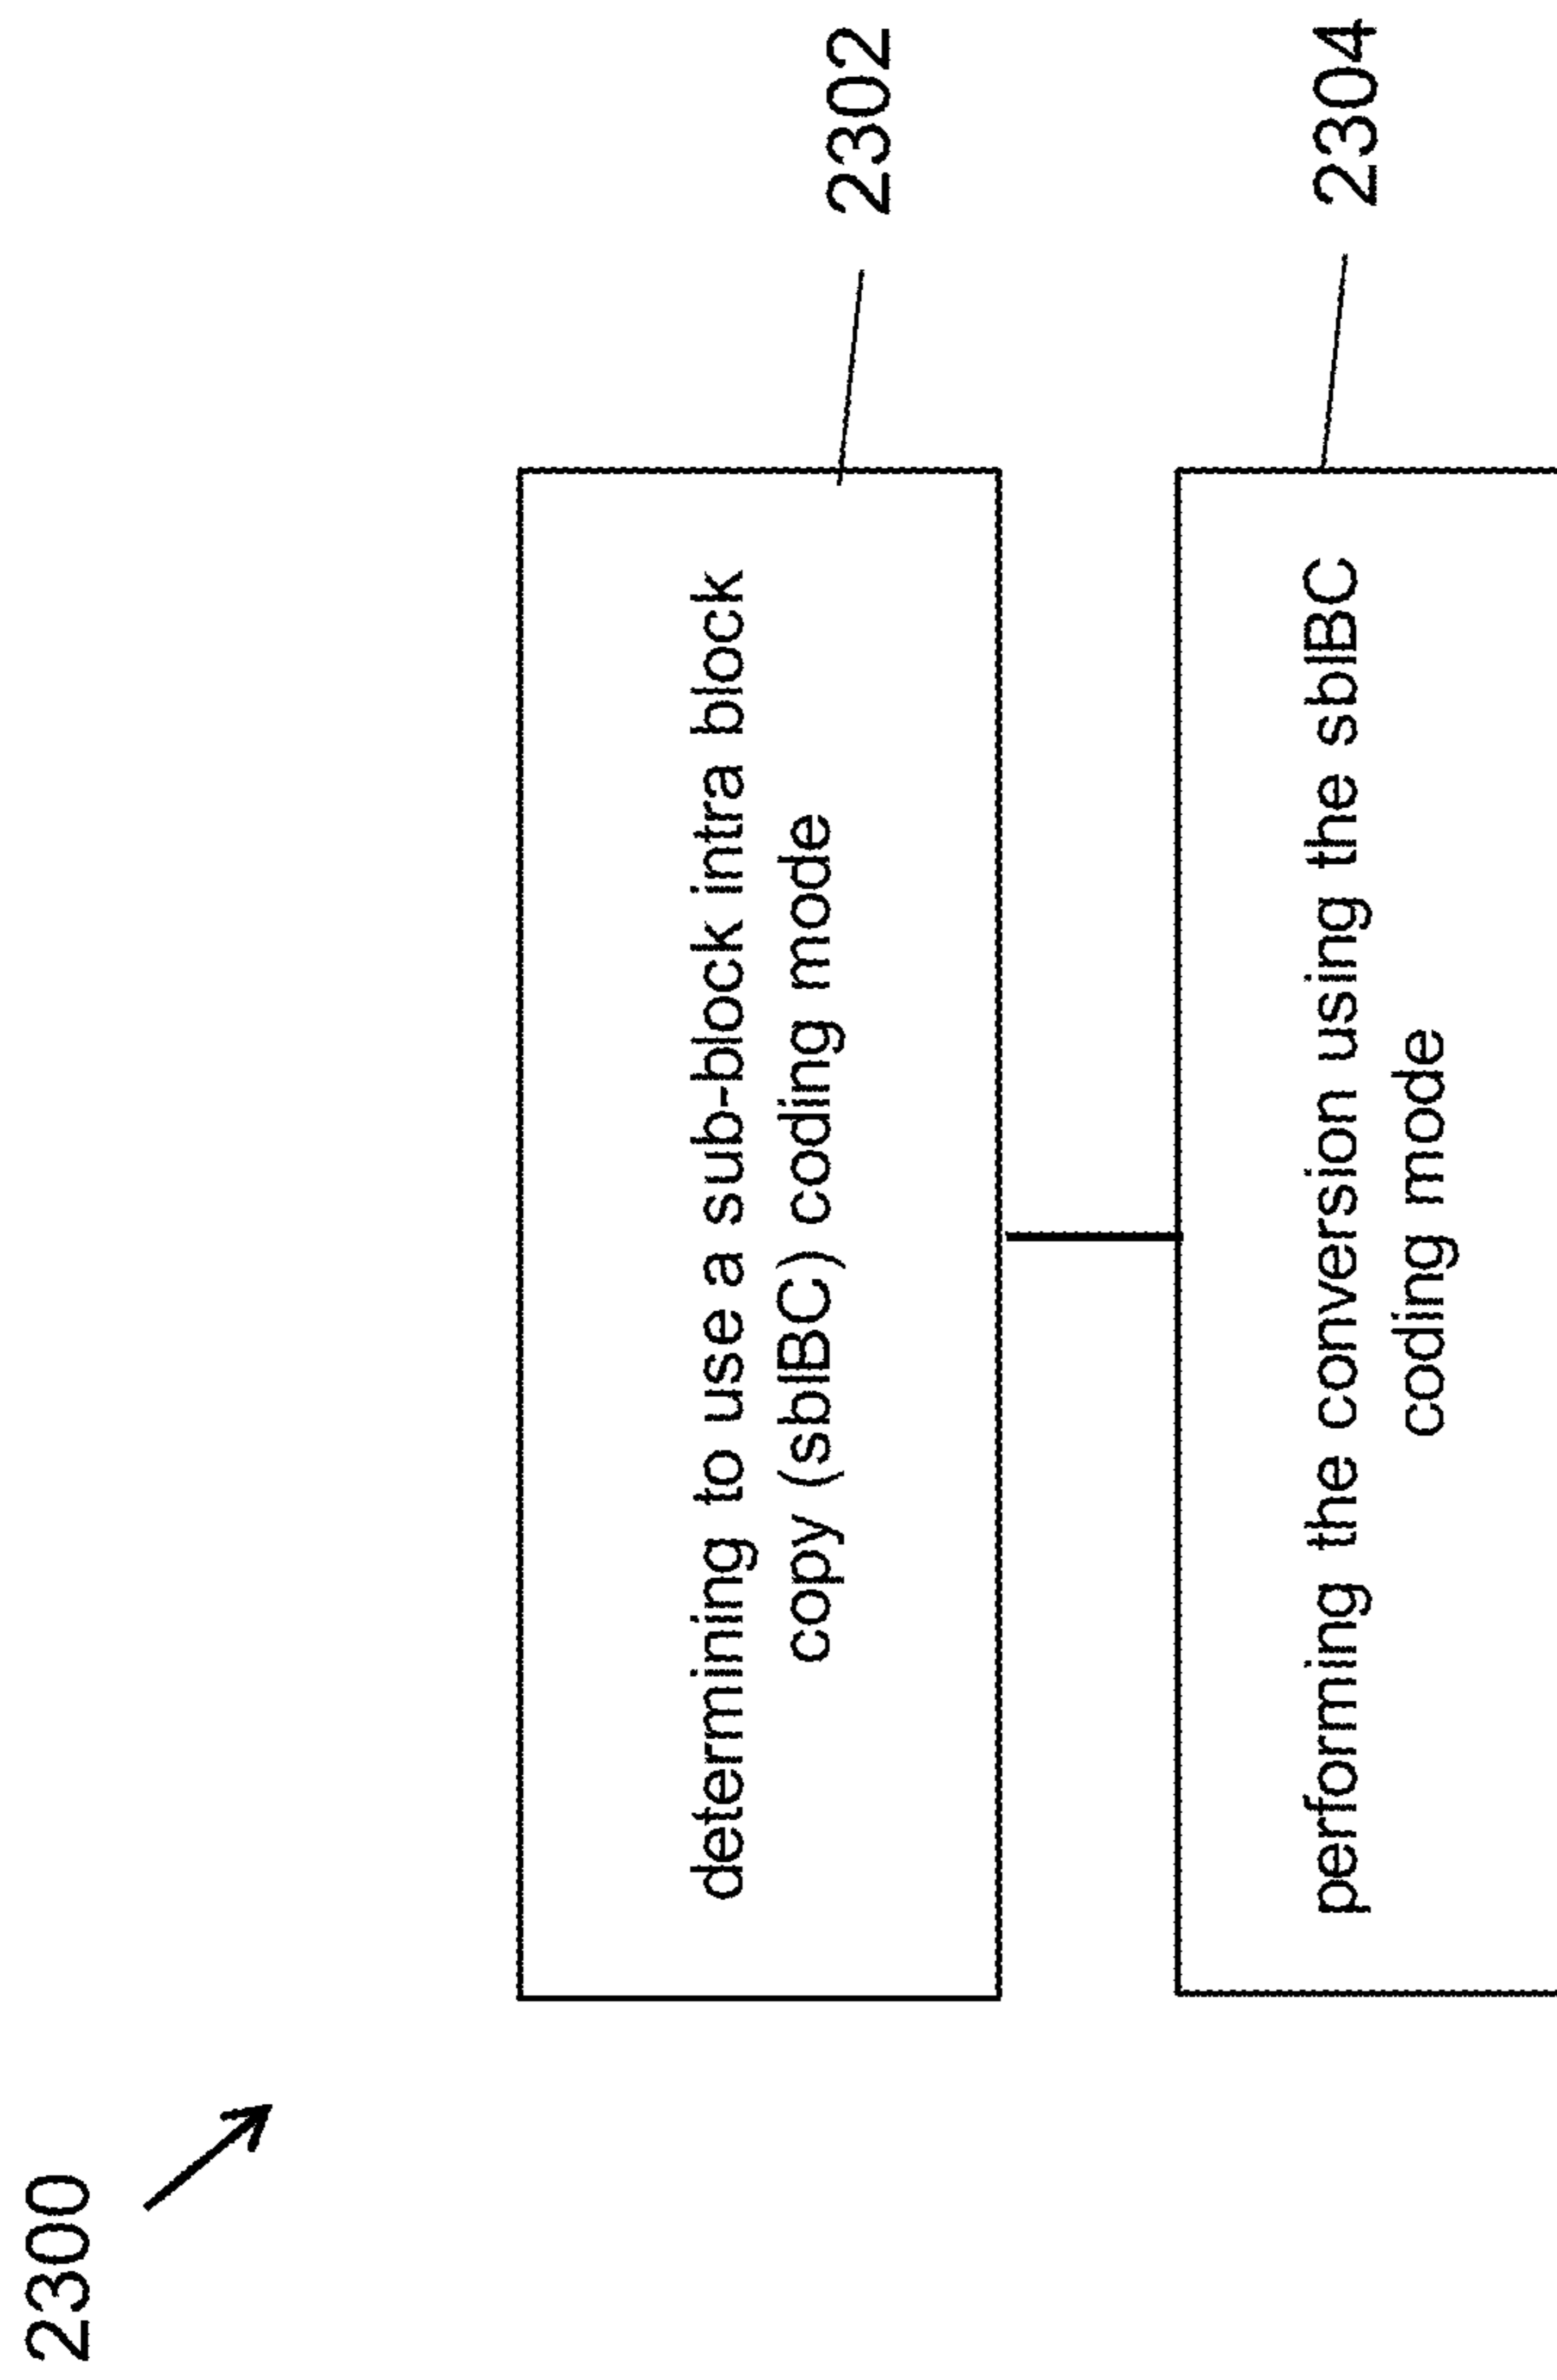 2300
determining to use a sub-block intra block
copy (sbIBC) coding mode
2302
performing the conversion using the sbIBC
coding mode
2304